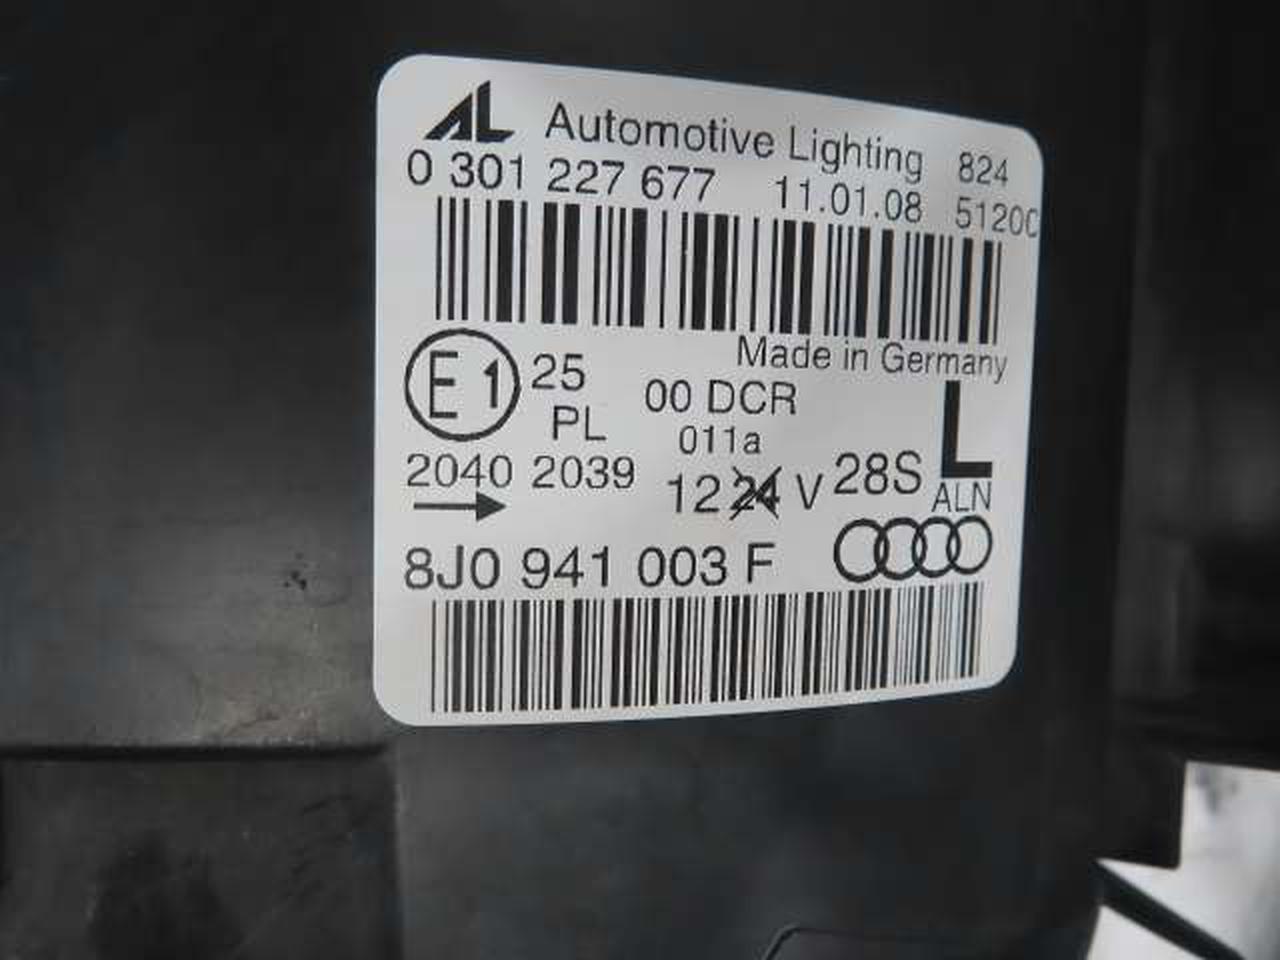 AL Automotive Lighting 824
0 301 227 677 11.01.08 5120C
Made in Germany
E1 25 00 DCR L
PL 011a
2040 2039 12 24 V 28S ALN
8J0 941 003 F